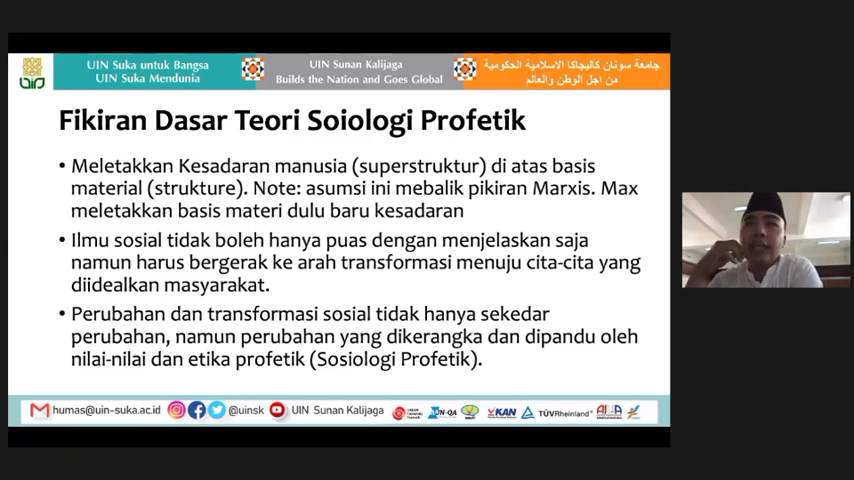 UIN Suka untuk Bangsa
UIN Suka Mendunia
UIN Sunan Kalijaga
Builds the Nation and Goes Global
جامعة سونان كاليجاكا الاسلامية الحكومية
من اجل الوطن والعالم
Fikiran Dasar Teori Soiologi Profetik
• Meletakkan Kesadaran manusia (superstruktur) di atas basis
material (strukture). Note: asumsi ini mebalik pikiran Marxis. Max
meletakkan basis materi dulu baru kesadaran
• Ilmu sosial tidak boleh hanya puas dengan menjelaskan saja
namun harus bergerak ke arah transformasi menuju cita-cita yang
diidealkan masyarakat.
• Perubahan dan transformasi sosial tidak hanya sekedar
perubahan, namun perubahan yang dikerangka dan dipandu oleh
nilai-nilai dan etika profetik (Sosiologi Profetik).
humas@uin-suka.ac.id
@uinsk
UIN Sunan Kalijaga
KAN
TÜVRheinland